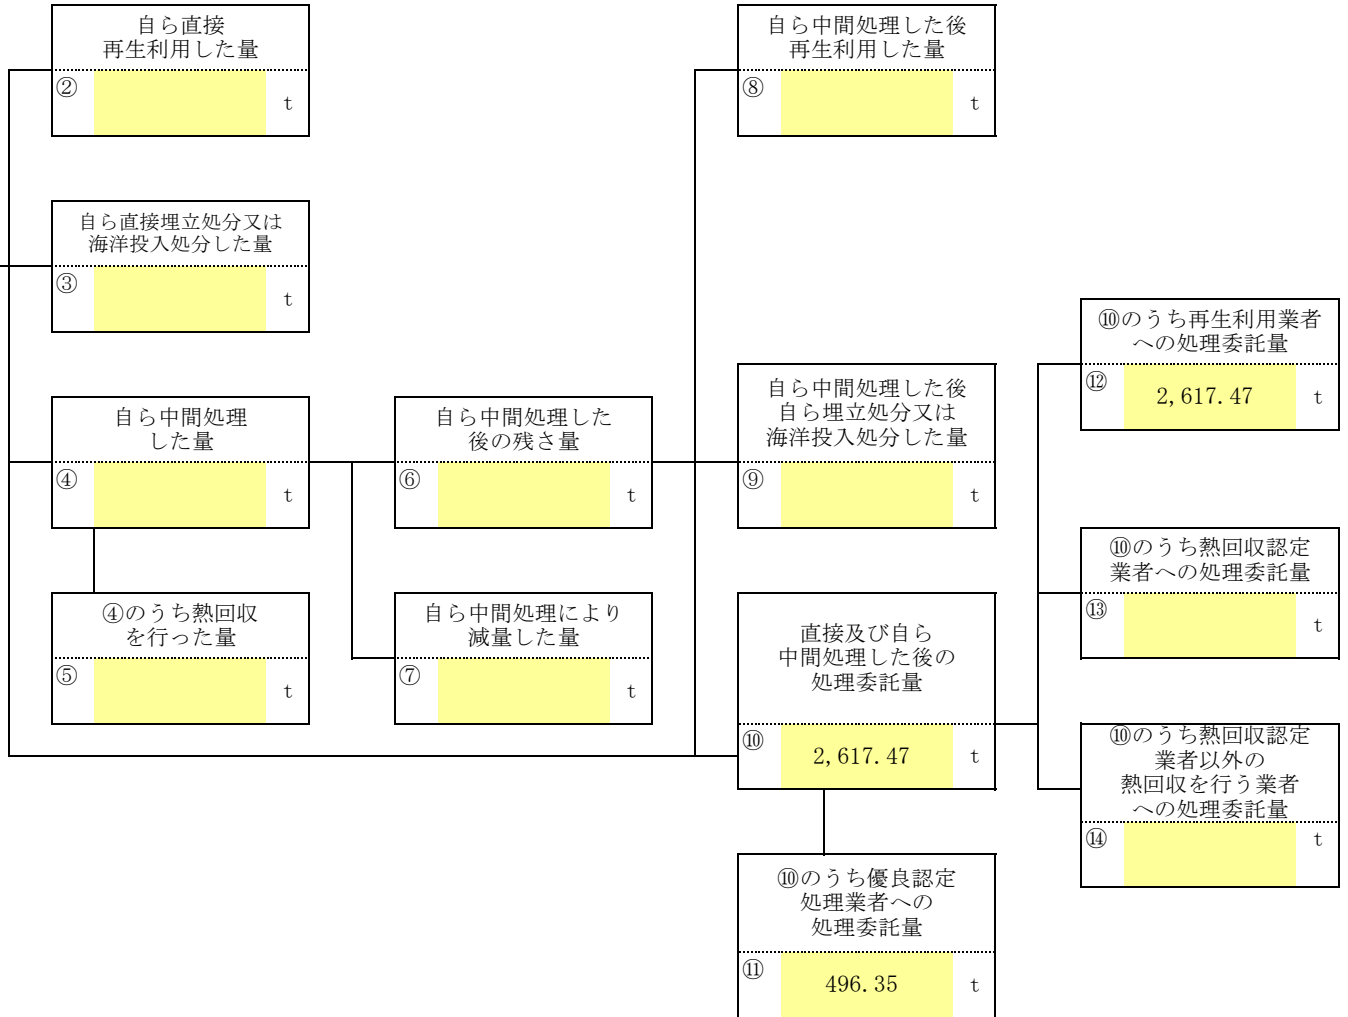 自ら直接
再生利用した量
②
t
自ら中間処理した後
再生利用した量
⑧
t
自ら直接埋立処分又は
海洋投入処分した量
③
t
⑩のうち再生利用業者
への処理委託量
⑫ 2,617.47 t
自ら中間処理
した量
④
t
自ら中間処理した
後の残さ量
⑥
t
自ら中間処理した後
自ら埋立処分又は
海洋投入処分した量
⑨
t
⑩のうち熱回収認定
業者への処理委託量
⑬
t
④のうち熱回収
を行った量
⑤
t
自ら中間処理により
減量した量
⑦
t
直接及び自ら
中間処理した後の
処理委託量
⑩ 2,617.47 t
⑩のうち熱回収認定
業者以外の
熱回収を行う業者
への処理委託量
⑭
t
⑩のうち優良認定
処理業者への
処理委託量
⑪ 496.35 t